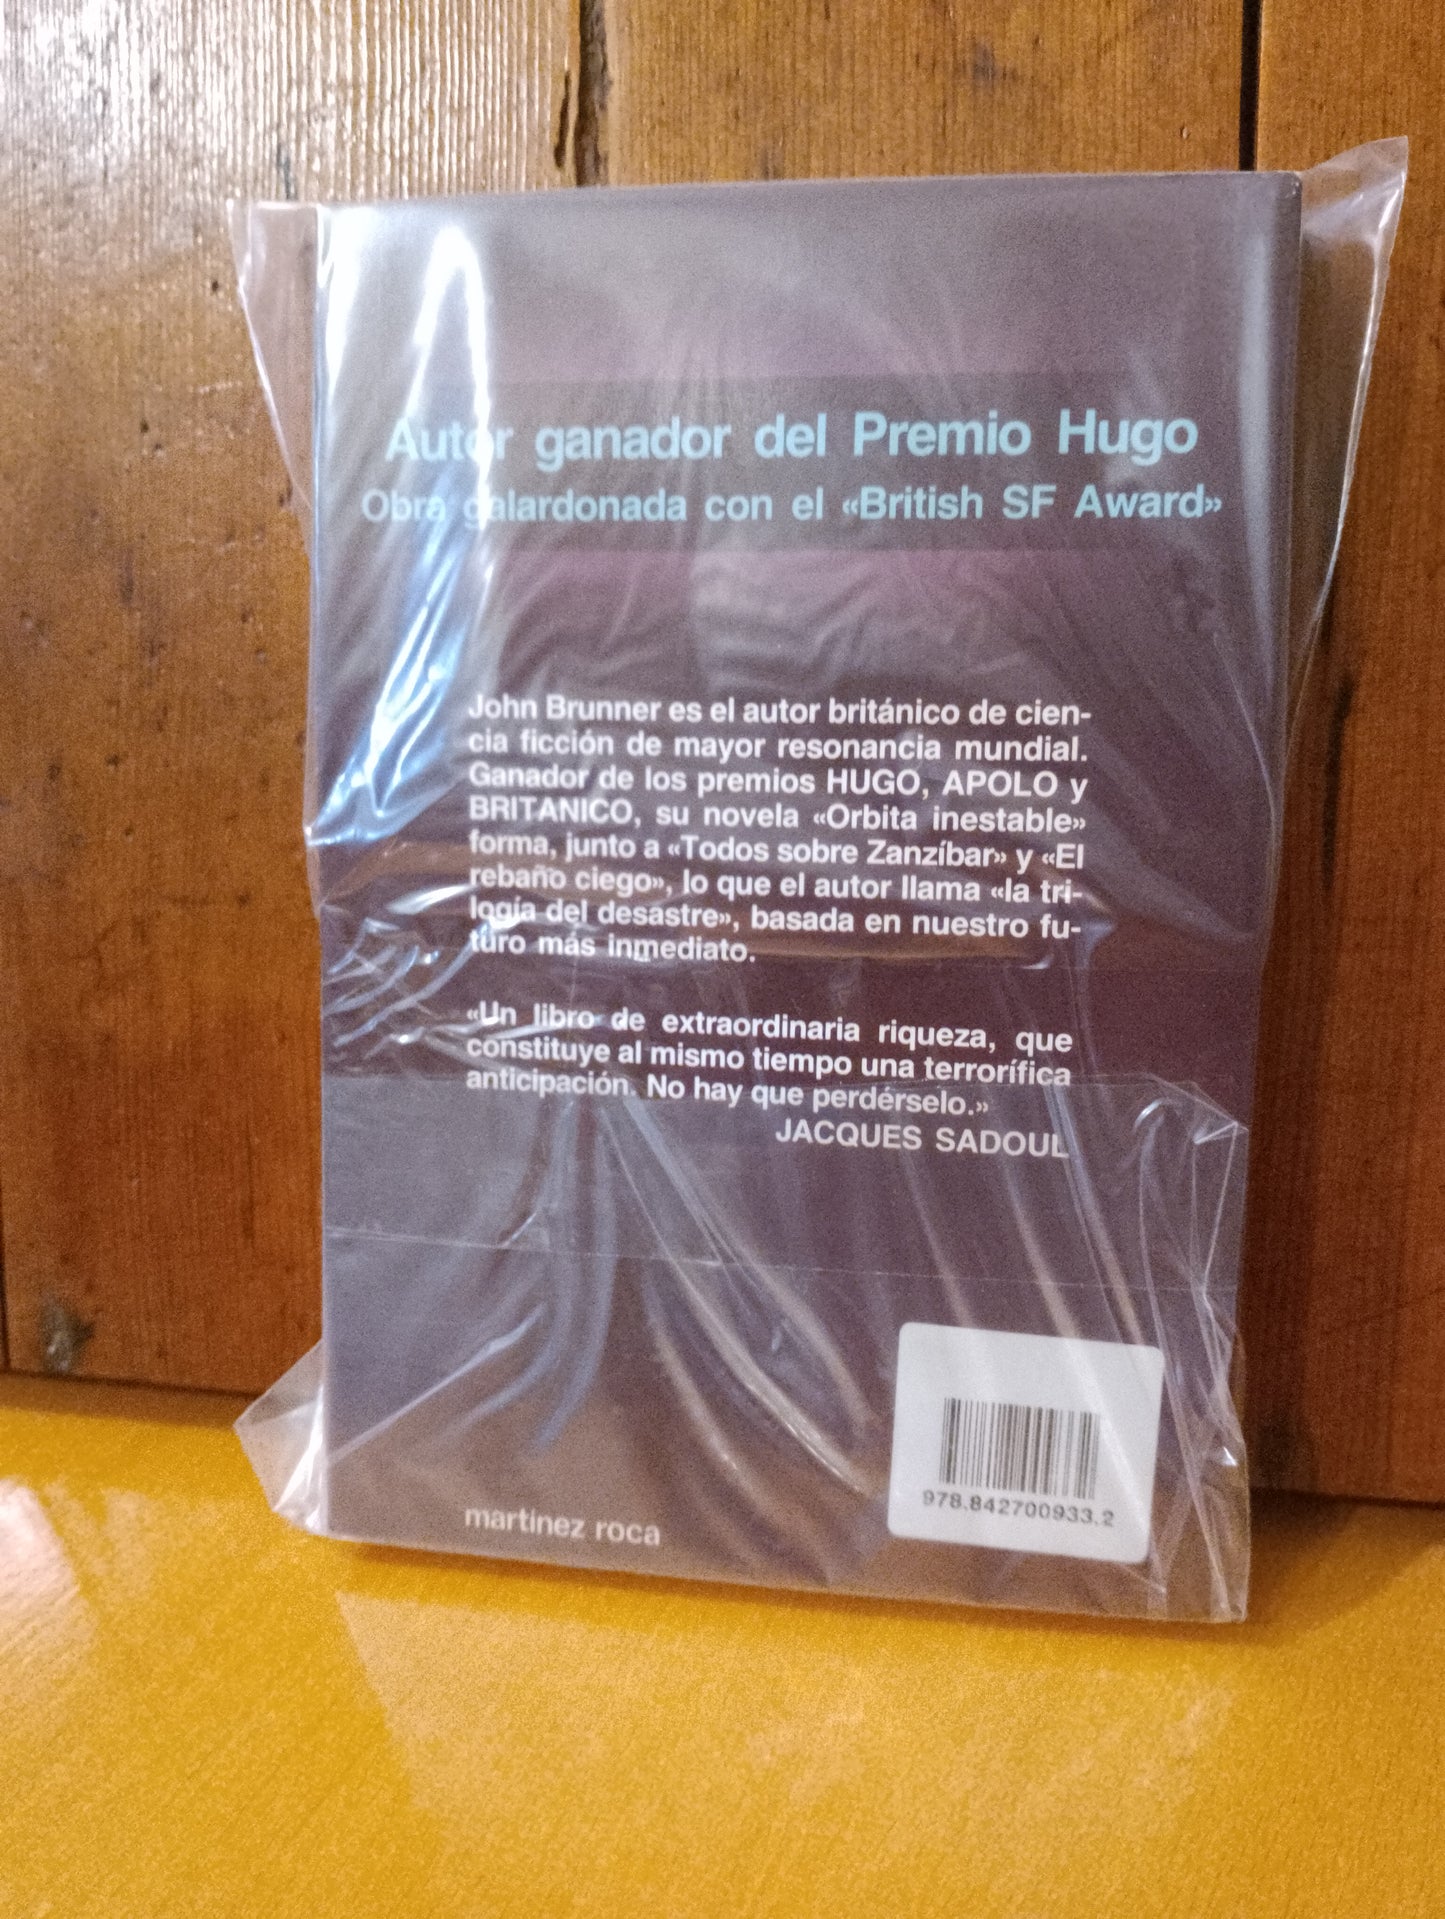 Autor ganador del Premio Hugo
Obra galardonada con el «British SF Award»
John Brunner es el autor británico de cien-
cia ficción de mayor resonancia mundial.
Ganador de los premios HUGO, APOLO y
BRITANICO, su novela «Orbita inestable»
forma, junto a «Todos sobre Zanzíbar» y «El
rebaño ciego», lo que el autor llama «la tri-
logía del desastre», basada en nuestro fu-
turo más inmediato.
«Un libro de extraordinaria riqueza, que
constituye al mismo tiempo una terrorífica
anticipación. No hay que perdérselo.»
JACQUES SADOUL
martinez roca
978.842700933.2